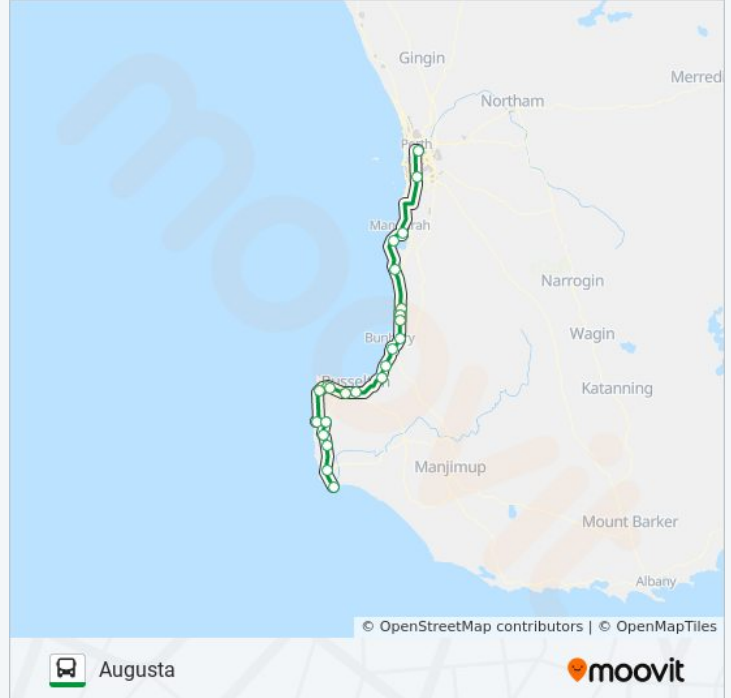 Gingin
Merred
Northam
Perth
Mandurah
Narrogin
Bunbury
Wagin
Busselton
Katanning
Manjimup
Mount Barker
Albany
moovit
© OpenStreetMap contributors | © OpenMapTiles
Augusta
moovit